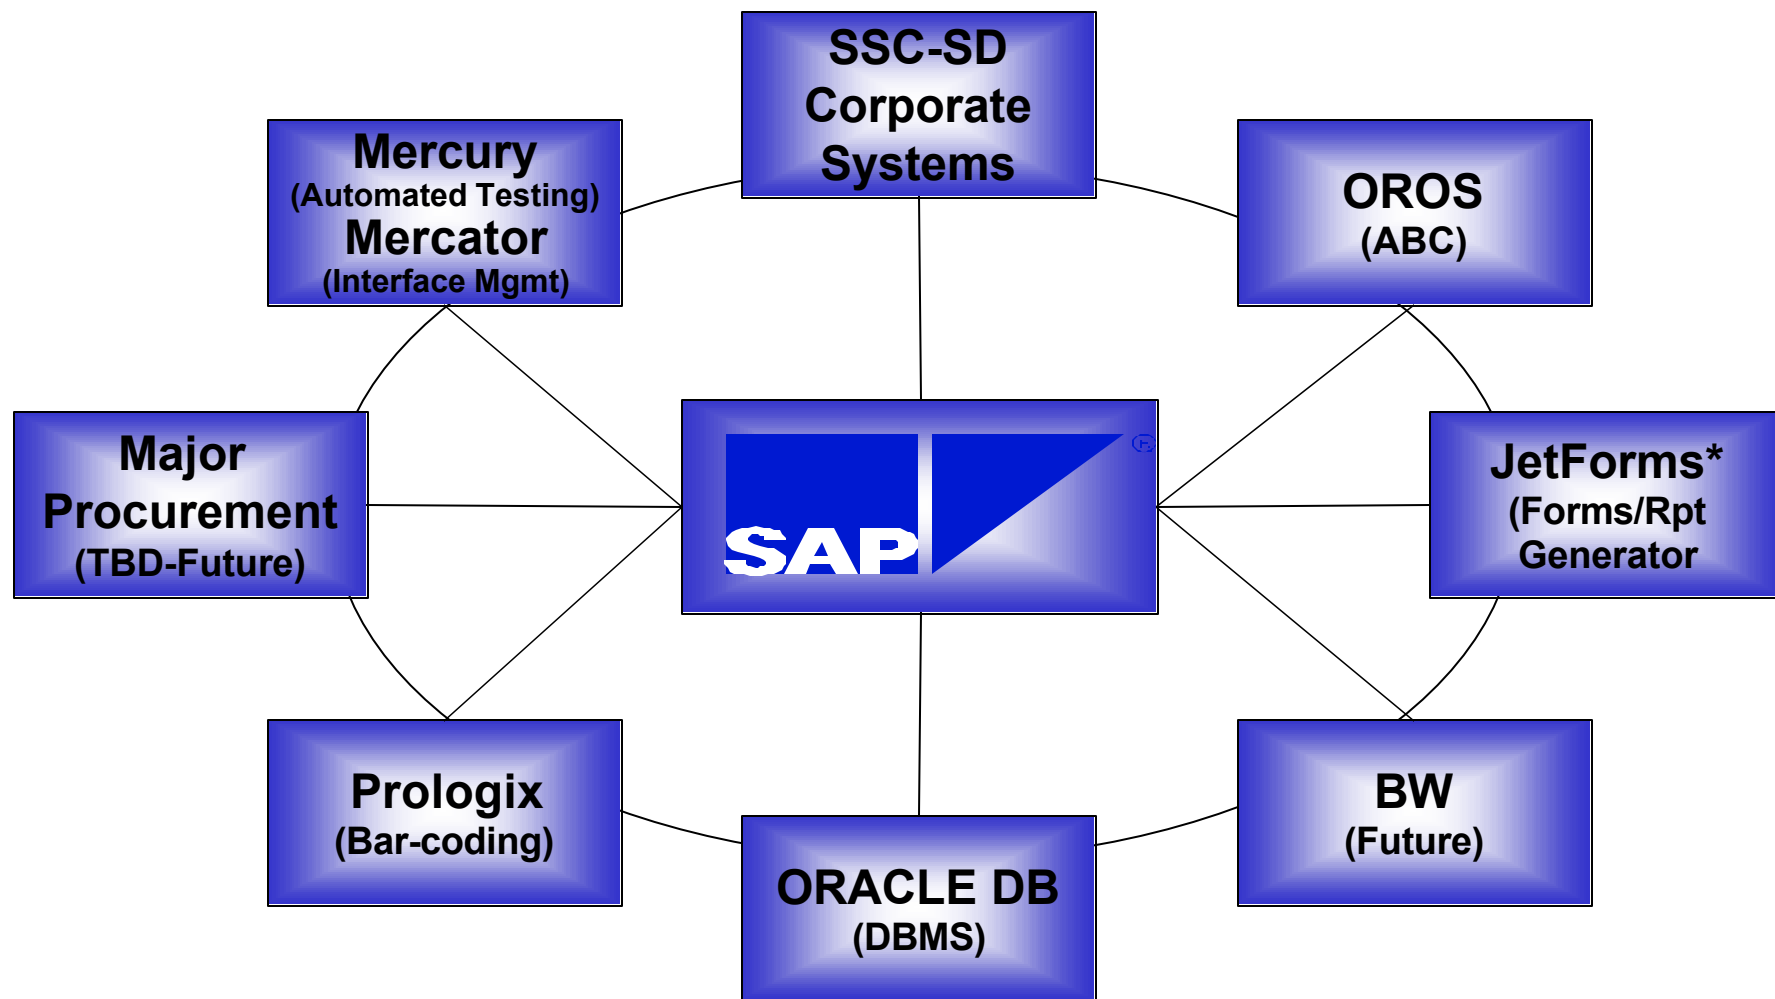 SSC-SD
Corporate
Systems
Mercury
(Automated Testing)
Mercator
(Interface Mgmt)
OROS
(ABC)
Major
Procurement
(TBD-Future)
SAP
®
JetForms*
(Forms/Rpt
Generator
Prologix
(Bar-coding)
BW
(Future)
ORACLE DB
(DBMS)